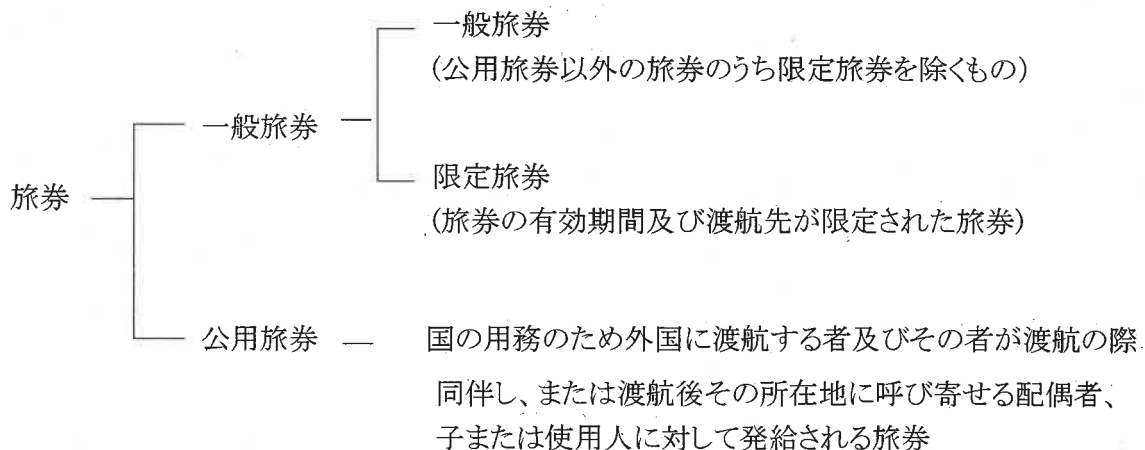 一般旅券
(公用旅券以外の旅券のうち限定旅券を除くもの)
一般旅券
限定旅券
旅券
(旅券の有効期間及び渡航先が限定された旅券)
公用旅券
国の用務のため外国に渡航する者及びその者が渡航の際
同伴し、または渡航後その所在地に呼び寄せる配偶者、
子または使用人に対して発給される旅券